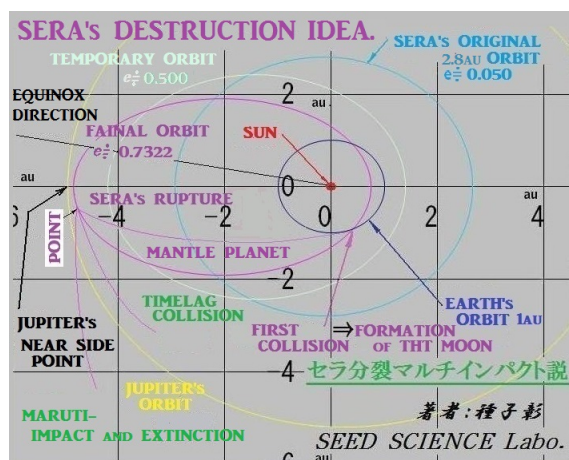 SERA's DESTRUCTION IDEA.
TEMPORARY ORBIT
e≑0.500
SERA's ORIGINAL
2.8AU ORBIT
e≑0.050
EQUINOX
DIRECTION
2
au.
FAINAL ORBIT
e≑0.7322
SUN
au
au
SERA's RUPTURE
POINT
6
-4
-2
0
0
2
4
MANTLE PLANET
-2
TIMELAG
COLLISION
EARTH's
ORBIT 1AU
JUPITER's
NEAR SIDE
POINT
FIRST
COLLISION
⇒FORMATION
OF THT MOON
-4
セラ分裂マルチインパクト説
JUPITER's
ORBIT
MARUTI-
IMPACT AND EXTINCTION
著者:種子彰
SEED SCIENCE Labo.
-6
au